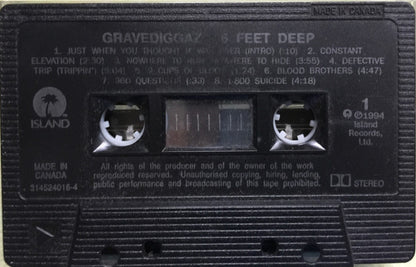 MADE IN CANADA
GRAVEDIGGAZ 6 FEET DEEP
1. JUST WHEN YOU THOUGHT IT WAS OVER (INTRO) (:10) 2. CONSTANT
ELEVATION (2:30) 3. NOWHERE TO RUN, NOWHERE TO HIDE (3:55) 4. DEFECTIVE
TRIP (TRIPPIN') (5:04) 5. 2 CUPS OF BLOOD (1:24) 6. BLOOD BROTHERS (4:47)
7. 360 QUESTIONS (:33) 8. 1-800 SUICIDE (4:18)
ISLAND
1
℗©1994
Island
Records,
Ltd.
MADE IN
CANADA
314524016-4
All rights of the producer and of the owner of the work
reproduced reserved. Unauthorised copying, hiring, lending,
public performance and broadcasting of this tape prohibited.
STEREO